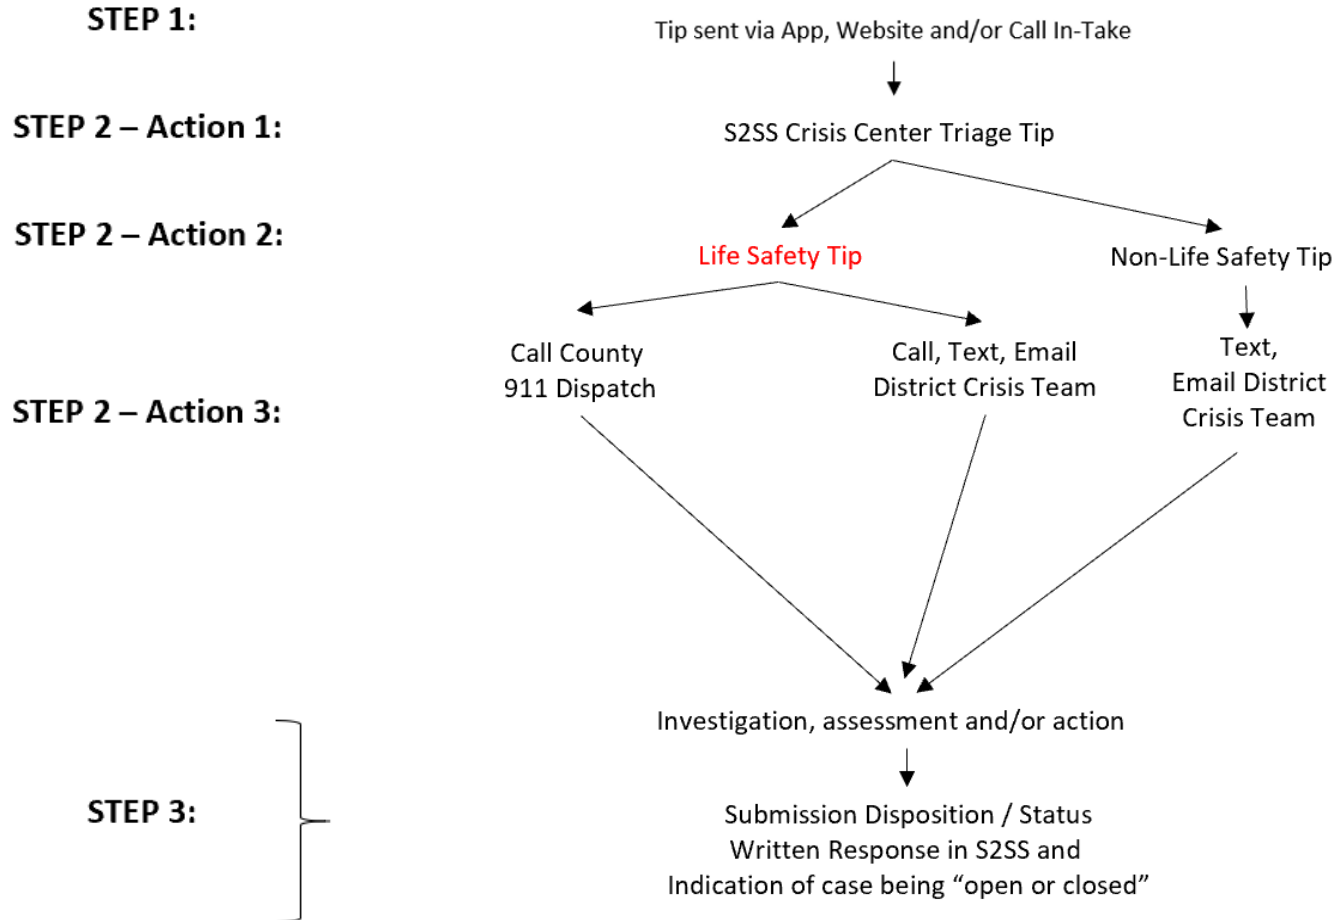 STEP 1:
Tip sent via App, Website and/or Call In-Take
STEP 2 – Action 1:
S2SS Crisis Center Triage Tip
STEP 2 – Action 2:
Life Safety Tip
Non-Life Safety Tip
STEP 2 – Action 3:
Call County
911 Dispatch
Call, Text, Email
District Crisis Team
Text,
Email District
Crisis Team
STEP 3:
Investigation, assessment and/or action
Submission Disposition / Status
Written Response in S2SS and
Indication of case being “open or closed”